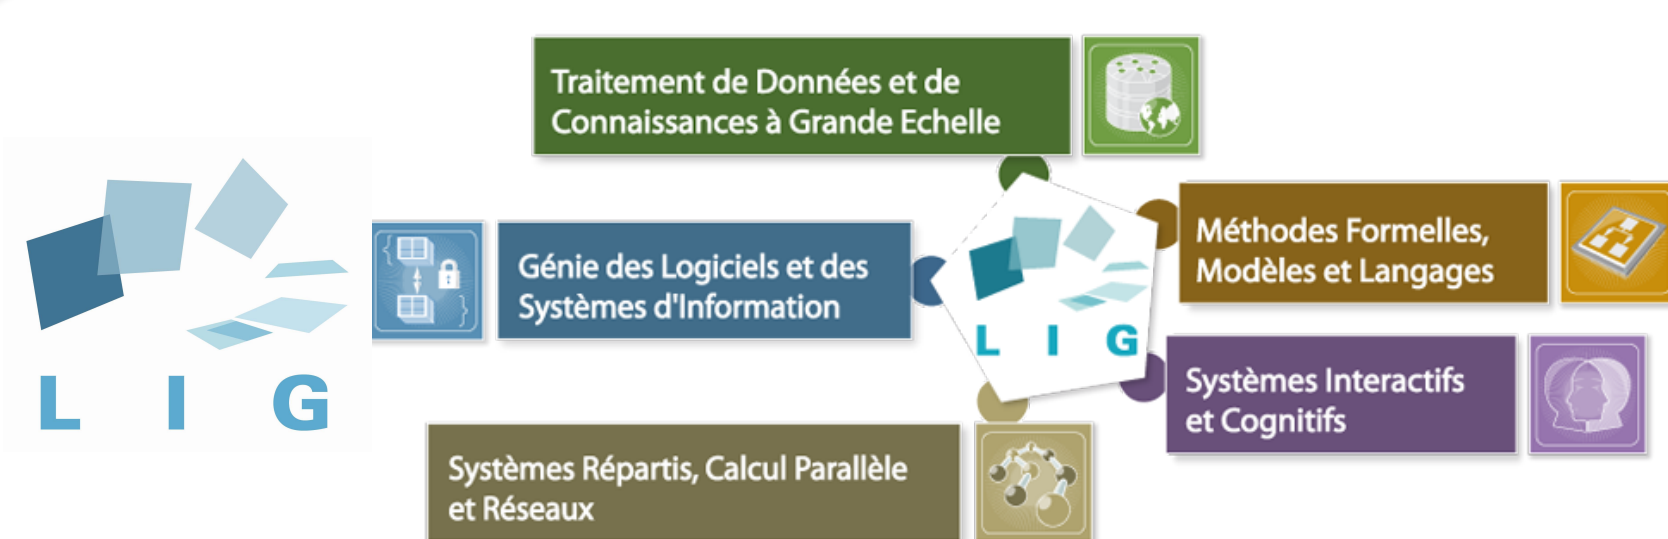 Traitement de Données et de
Connaissances à Grande Echelle
Méthodes Formelles,
Modèles et Langages
Génie des Logiciels et des
Systèmes d'Information
L I G
L I G
Systèmes Interactifs
et Cognitifs
Systèmes Répartis, Calcul Parallèle
et Réseaux